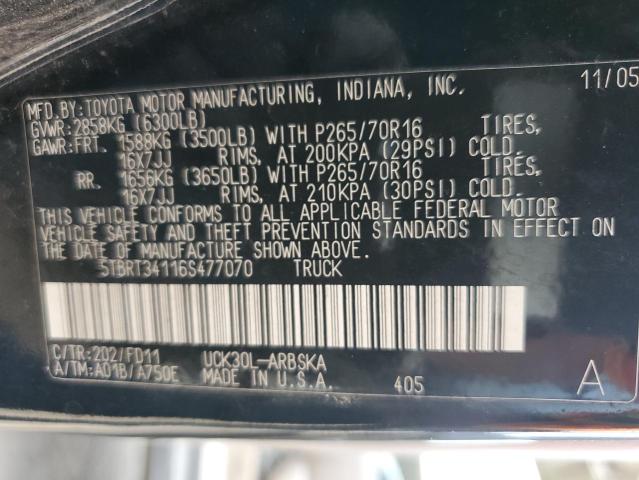 MFD.BY:TOYOTA MOTOR MANUFACTURING, INDIANA, INC. 11/05
GVWR:2858KG (6300LB)
GAWR:FRT. 1588KG (3500LB) WITH P265/70R16 TIRES,
16X7JJ RIMS, AT 200KPA (29PSI) COLD.
RR. 1656KG (3650LB) WITH P265/70R16 TIRES,
16X7JJ RIMS, AT 210KPA (30PSI) COLD.
THIS VEHICLE CONFORMS TO ALL APPLICABLE FEDERAL MOTOR
VEHICLE SAFETY AND THEFT PREVENTION STANDARDS IN EFFECT ON
THE DATE OF MANUFACTURE SHOWN ABOVE.
5TBRT34116S477070 TRUCK
C/TR:202/FD11 UCK30L-ARBSKA
A/TM:A01B/A750E MADE IN U.S.A. 405 A